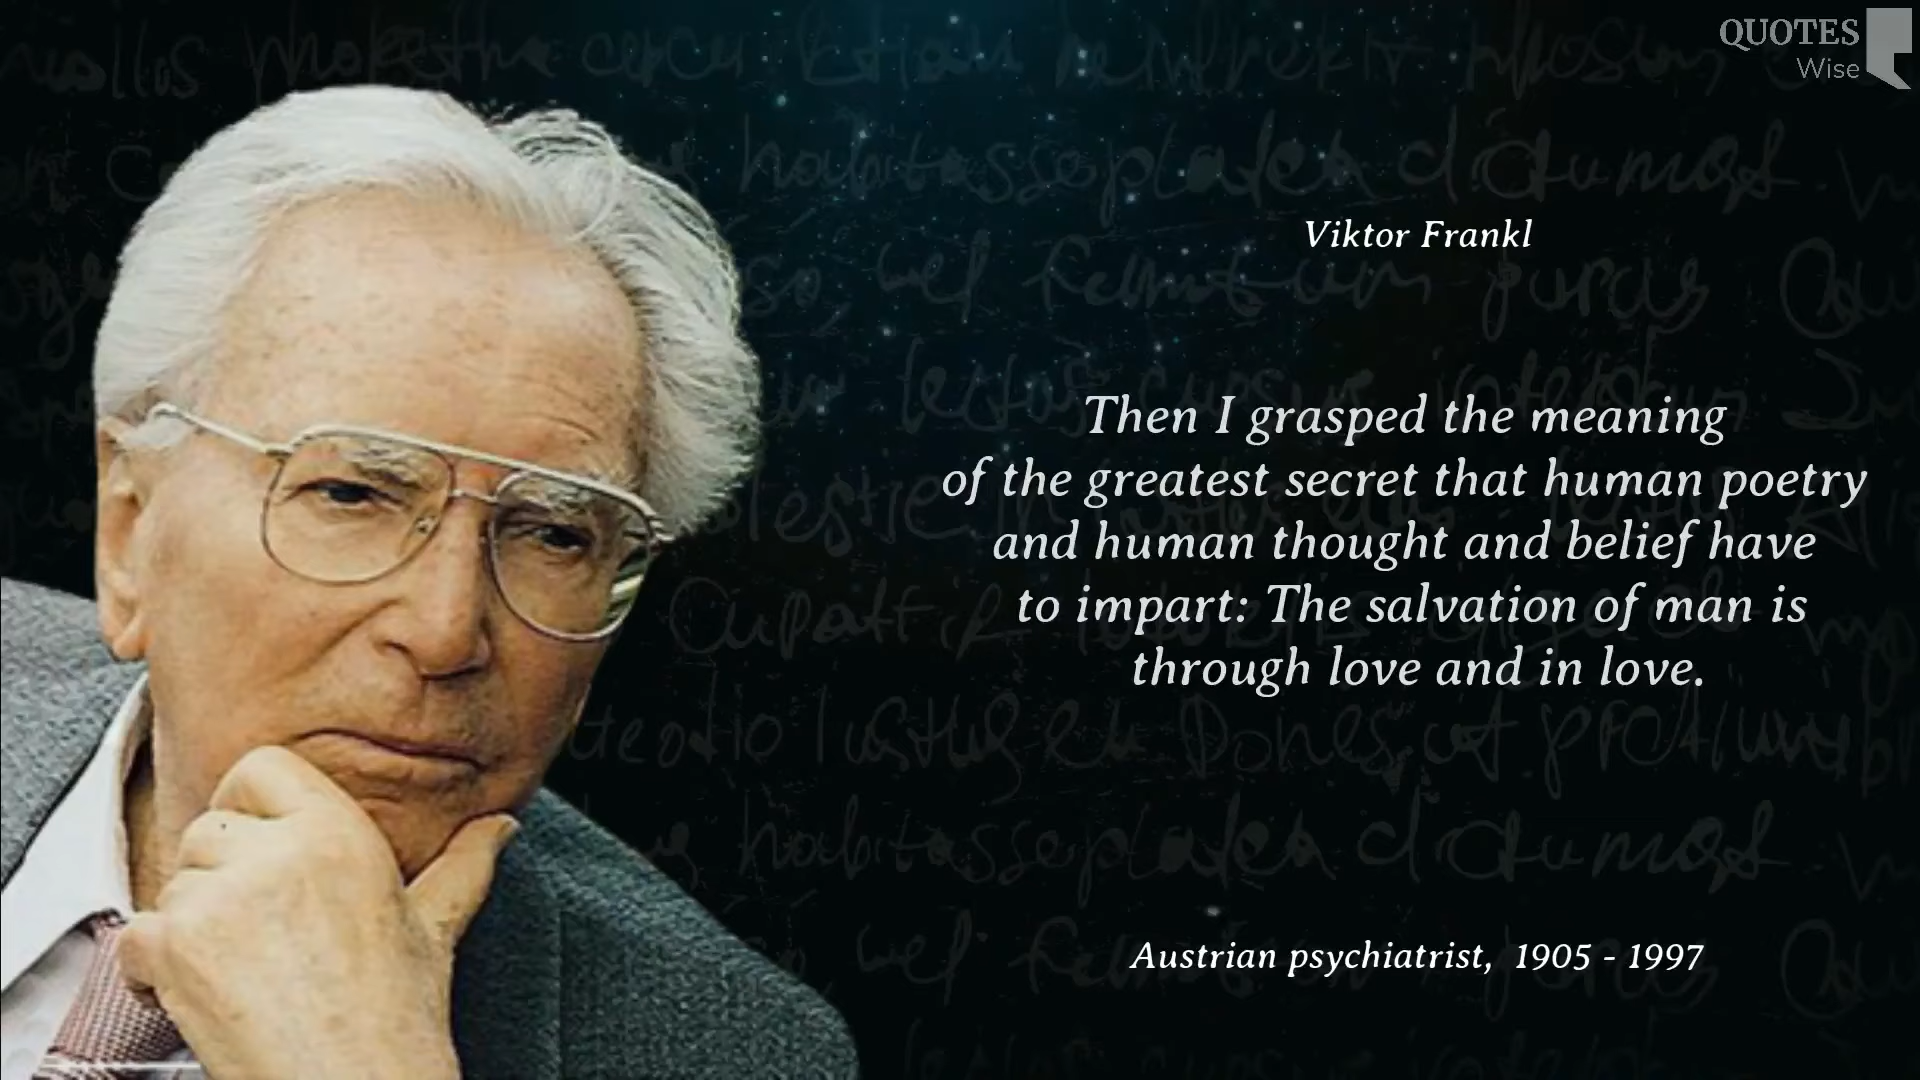 QUOTES
Wise
Viktor Frankl
Then I grasped the meaning
of the greatest secret that human poetry
and human thought and belief have
to impart: The salvation of man is
through love and in love.
Austrian psychiatrist, 1905 - 1997